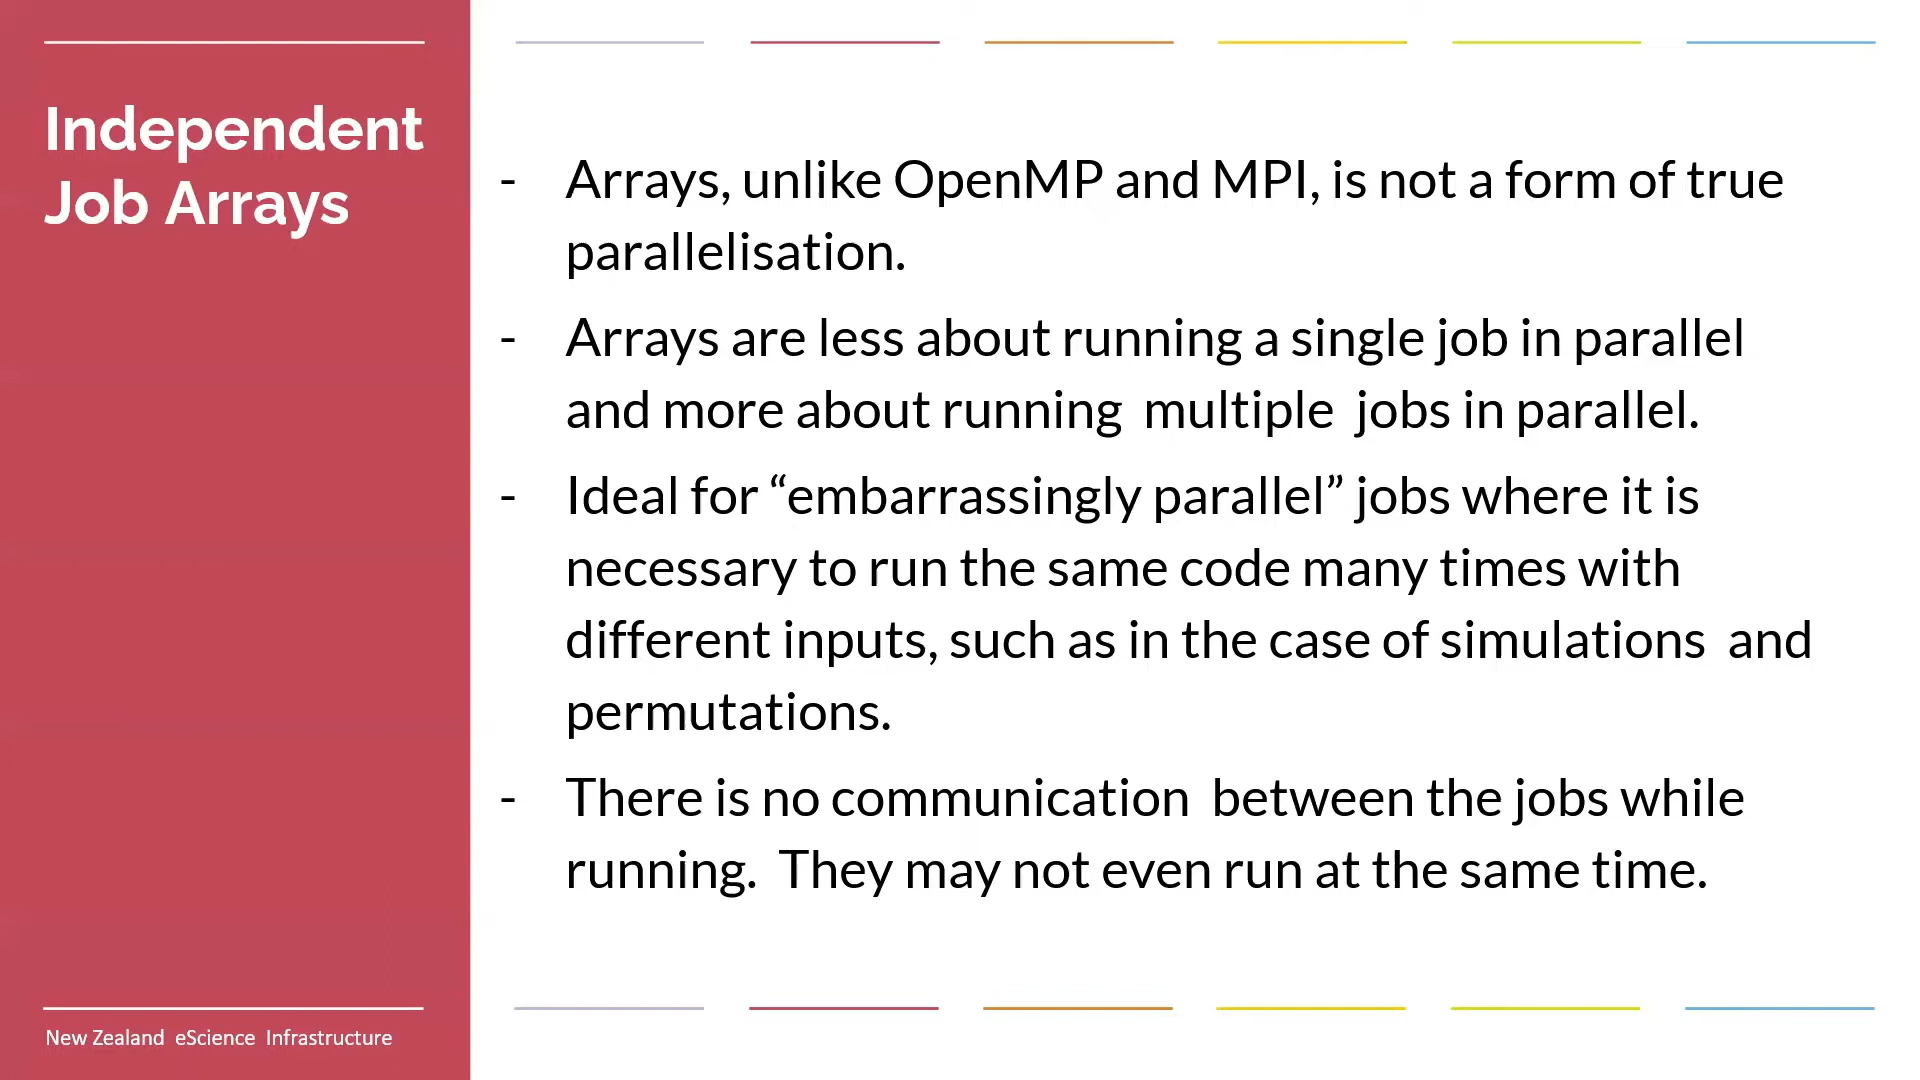 Independent
Job Arrays
- Arrays, unlike OpenMP and MPI, is not a form of true
parallelisation.
- Arrays are less about running a single job in parallel
and more about running multiple jobs in parallel.
- Ideal for “embarrassingly parallel” jobs where it is
necessary to run the same code many times with
different inputs, such as in the case of simulations and
permutations.
- There is no communication between the jobs while
running. They may not even run at the same time.
New Zealand eScience Infrastructure